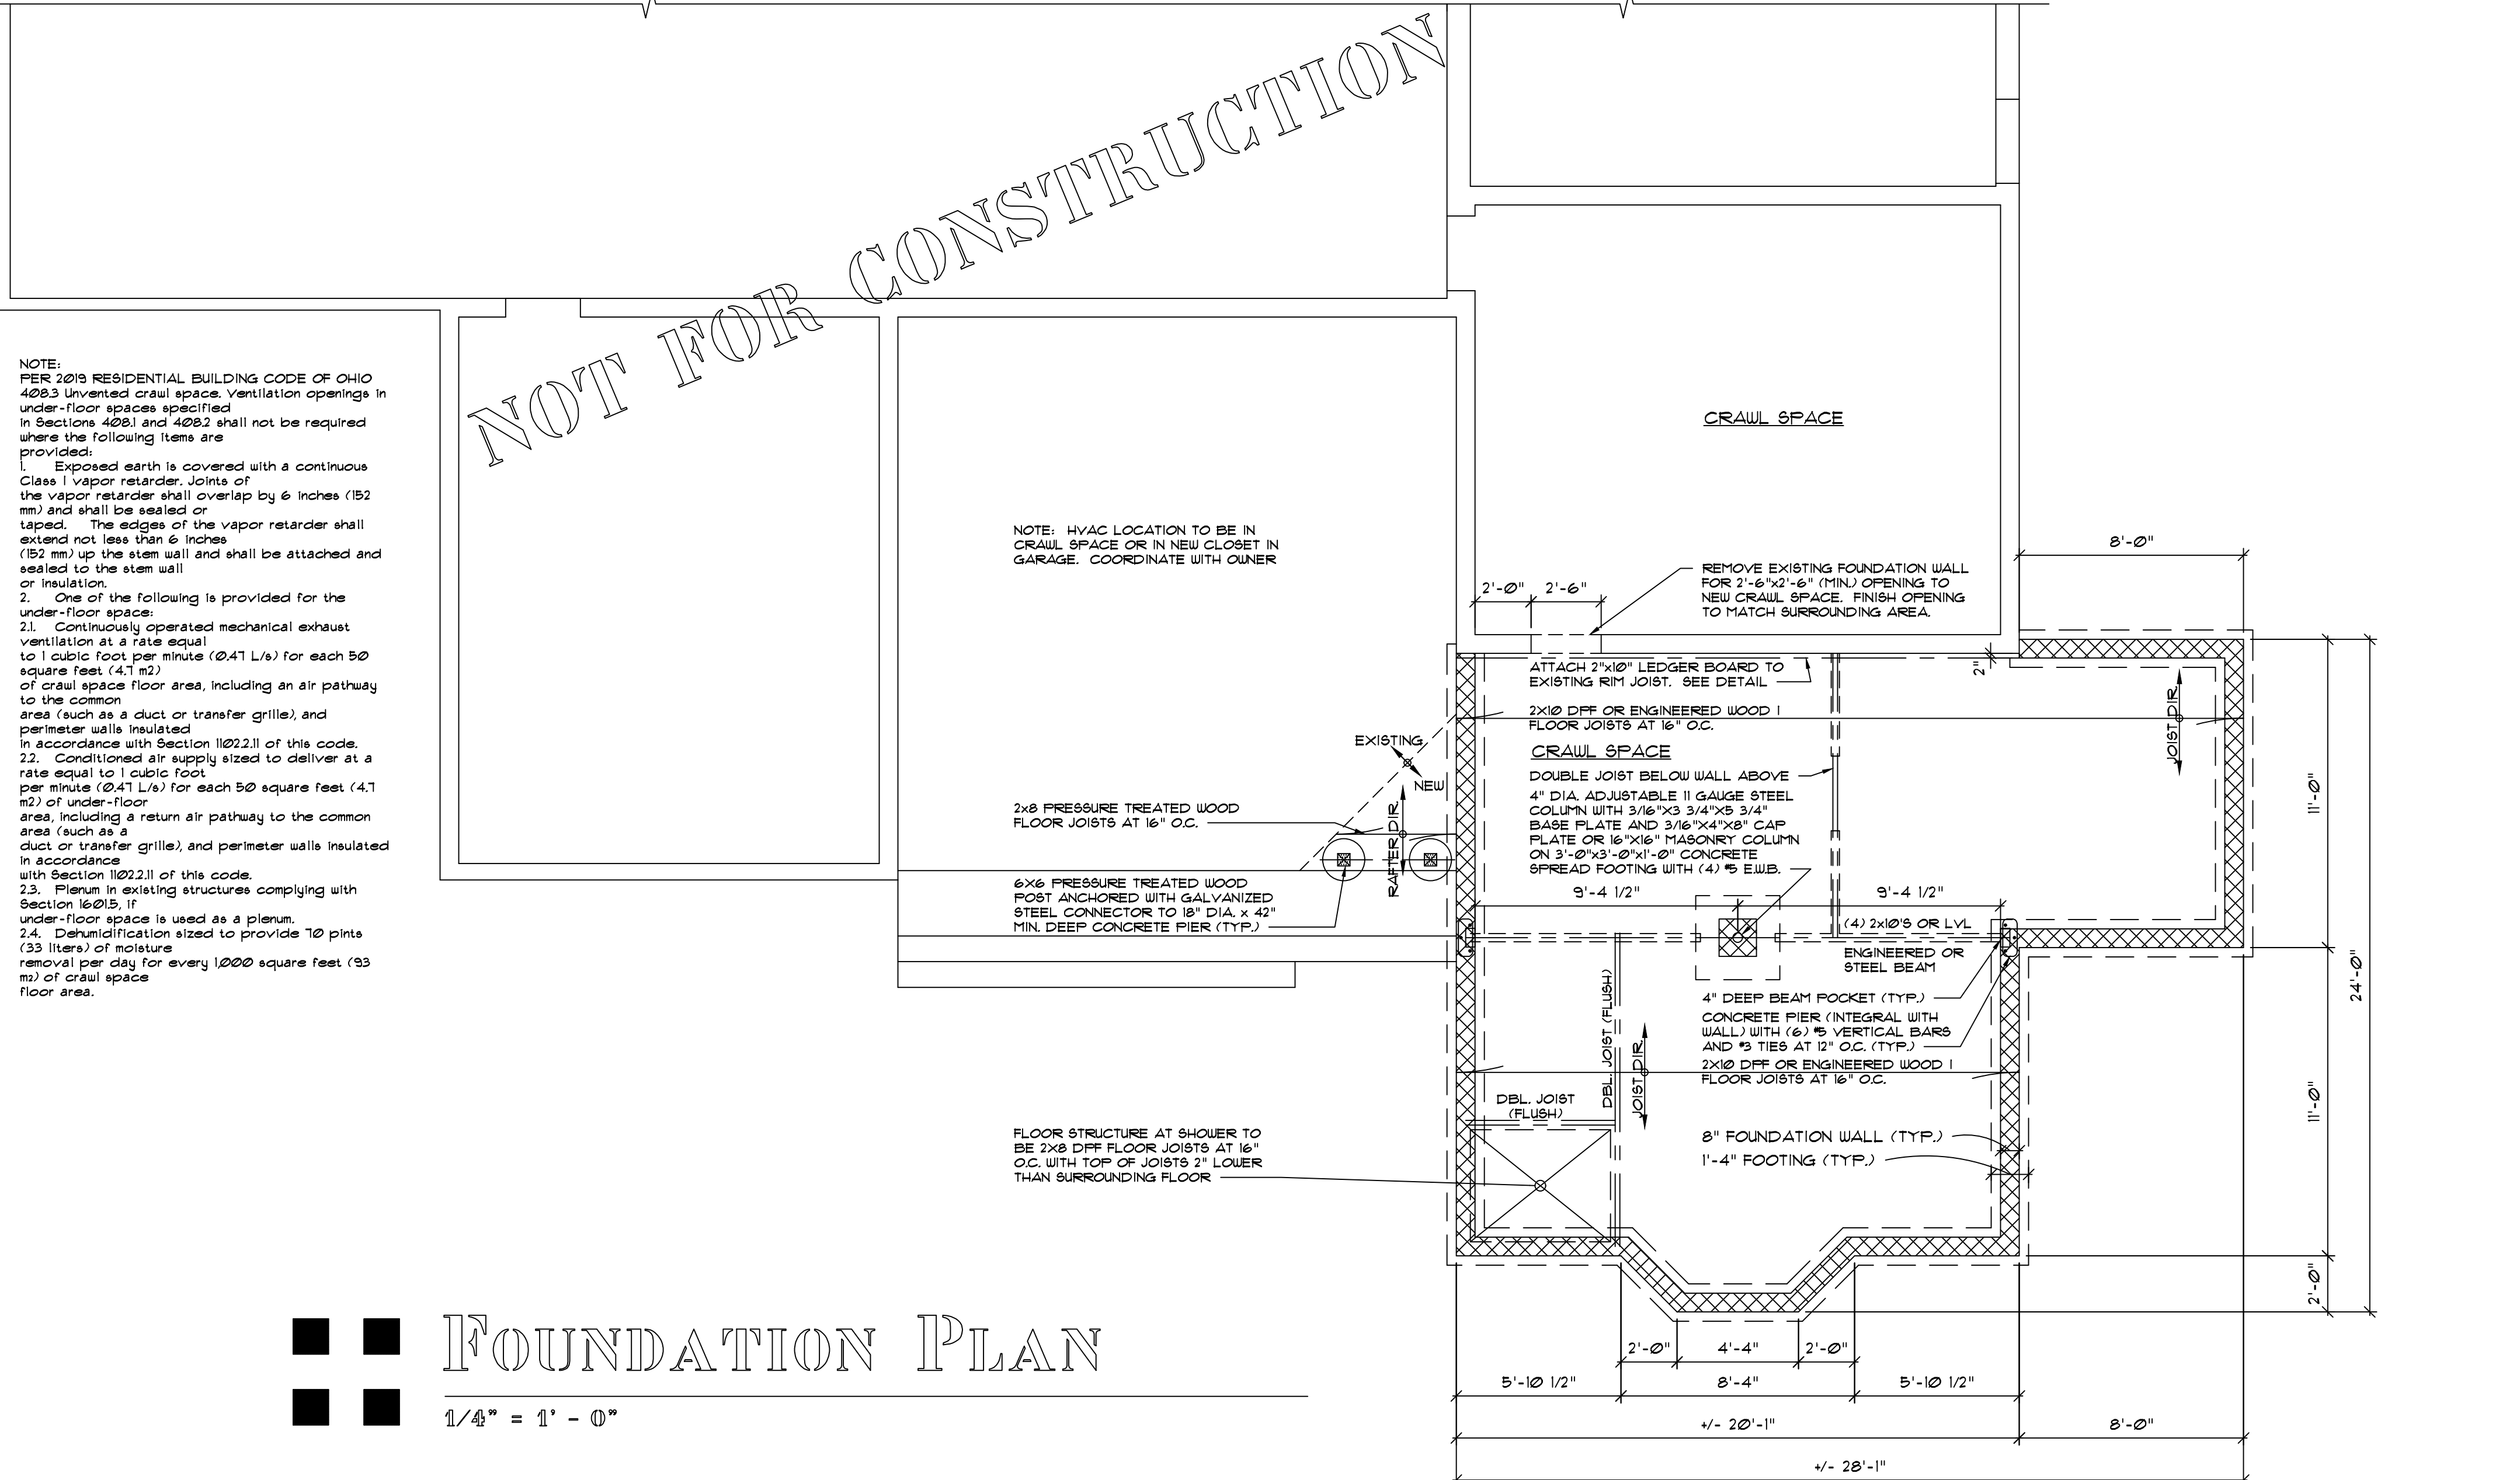 NOT FOR CONSTRUCTION
NOTE:
PER 2019 RESIDENTIAL BUILDING CODE OF OHIO
408.3 Unvented crawl space. Ventilation openings in
under-floor spaces specified
in Sections 408.1 and 408.2 shall not be required
where the following items are
provided:
1. Exposed earth is covered with a continuous
Class 1 vapor retarder. Joints of
the vapor retarder shall overlap by 6 inches (152
mm) and shall be sealed or
taped. The edges of the vapor retarder shall
extend not less than 6 inches
(152 mm) up the stem wall and shall be attached and
sealed to the stem wall
or insulation.
2. One of the following is provided for the
under-floor space:
2.1. Continuously operated mechanical exhaust
ventilation at a rate equal
to 1 cubic foot per minute (0.47 L/s) for each 50
square feet (4.7 m2)
of crawl space floor area, including an air pathway
to the common
area (such as a duct or transfer grille), and
perimeter walls insulated
in accordance with Section 1102.2.11 of this code.
2.2. Conditioned air supply sized to deliver at a
rate equal to 1 cubic foot
per minute (0.47 L/s) for each 50 square feet (4.7
m2) of under-floor
area, including a return air pathway to the common
area (such as a
duct or transfer grille), and perimeter walls insulated
in accordance
with Section 1102.2.11 of this code.
2.3. Plenum in existing structures complying with
Section 1601.5, if
under-floor space is used as a plenum.
2.4. Dehumidification sized to provide 70 pints
(33 liters) of moisture
removal per day for every 1,000 square feet (93
m2) of crawl space
floor area.
NOTE: HVAC LOCATION TO BE IN
CRAWL SPACE OR IN NEW CLOSET IN
GARAGE. COORDINATE WITH OWNER
CRAWL SPACE
8'-0"
2'-0"
2'-6"
REMOVE EXISTING FOUNDATION WALL
FOR 2'-6"x2'-6" (MIN.) OPENING TO
NEW CRAWL SPACE. FINISH OPENING
TO MATCH SURROUNDING AREA.
2"
ATTACH 2"x10" LEDGER BOARD TO
EXISTING RIM JOIST. SEE DETAIL
2X10 DPF OR ENGINEERED WOOD I
FLOOR JOISTS AT 16" O.C.
CRAWL SPACE
JOIST DIR.
EXISTING
NEW
DOUBLE JOIST BELOW WALL ABOVE
4" DIA. ADJUSTABLE 11 GAUGE STEEL
COLUMN WITH 3/16"X3 3/4"X5 3/4"
BASE PLATE AND 3/16"X4"X8" CAP
PLATE OR 16"X16" MASONRY COLUMN
ON 3'-0"x3'-0"x1'-0" CONCRETE
SPREAD FOOTING WITH (4) #5 E.W.B.
11'-0"
2x8 PRESSURE TREATED WOOD
FLOOR JOISTS AT 16" O.C.
RAFTER DIR.
6X6 PRESSURE TREATED WOOD
POST ANCHORED WITH GALVANIZED
STEEL CONNECTOR TO 18" DIA. x 42"
MIN. DEEP CONCRETE PIER (TYP.)
9'-4 1/2"
9'-4 1/2"
(4) 2x10'S OR LVL
ENGINEERED OR
STEEL BEAM
24'-0"
4" DEEP BEAM POCKET (TYP.)
CONCRETE PIER (INTEGRAL WITH
WALL) WITH (6) #5 VERTICAL BARS
AND #3 TIES AT 12" O.C. (TYP.)
2X10 DPF OR ENGINEERED WOOD I
FLOOR JOISTS AT 16" O.C.
DBL. JOIST (FLUSH)
JOIST DIR.
DBL. JOIST
(FLUSH)
11'-0"
FLOOR STRUCTURE AT SHOWER TO
BE 2X8 DPF FLOOR JOISTS AT 16"
O.C. WITH TOP OF JOISTS 2" LOWER
THAN SURROUNDING FLOOR
8" FOUNDATION WALL (TYP.)
1'-4" FOOTING (TYP.)
2'-0"
2'-0"
4'-4"
2'-0"
5'-10 1/2"
8'-4"
5'-10 1/2"
+/- 20'-1"
8'-0"
+/- 28'-1"
FOUNDATION PLAN
1/4" = 1' - 0"